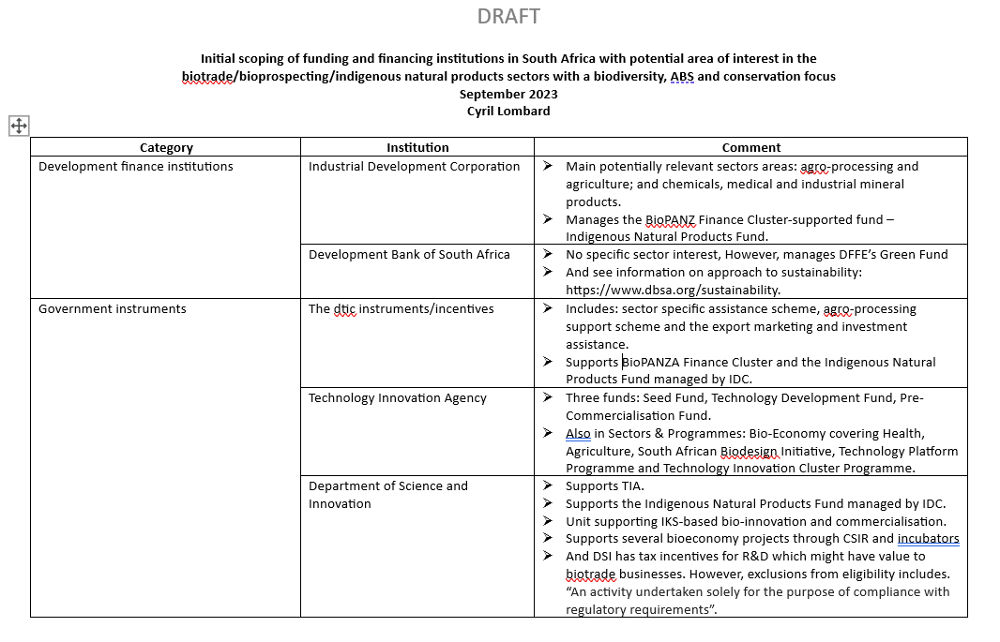 DRAFT
Initial scoping of funding and financing institutions in South Africa with potential area of interest in the
biotrade/bioprospecting/indigenous natural products sectors with a biodiversity, ABS and conservation focus
September 2023
Cyril Lombard
Category Institution Comment
Development finance institutions
Industrial Development Corporation
➢ Main potentially relevant sectors areas: agro-processing and
agriculture; and chemicals, medical and industrial mineral
products.
➢ Manages the BioPANZ Finance Cluster-supported fund –
Indigenous Natural Products Fund.
Development Bank of South Africa
➢ No specific sector interest, However, manages DFFE's Green Fund
➢ And see information on approach to sustainability:
https://www.dbsa.org/sustainability.
Government instruments
The dtic instruments/incentives
➢ Includes: sector specific assistance scheme, agro-processing
support scheme and the export marketing and investment
assistance.
➢ Supports BioPANZA Finance Cluster and the Indigenous Natural
Products Fund managed by IDC.
Technology Innovation Agency
➢ Three funds: Seed Fund, Technology Development Fund, Pre-
Commercialisation Fund.
➢ Also in Sectors & Programmes: Bio-Economy covering Health,
Agriculture, South African Biodesign Initiative, Technology Platform
Programme and Technology Innovation Cluster Programme.
Department of Science and
Innovation
➢ Supports TIA.
➢ Supports the Indigenous Natural Products Fund managed by IDC.
➢ Unit supporting IKS-based bio-innovation and commercialisation.
➢ Supports several bioeconomy projects through CSIR and incubators
➢ And DSI has tax incentives for R&D which might have value to
biotrade businesses. However, exclusions from eligibility includes.
"An activity undertaken solely for the purpose of compliance with
regulatory requirements".